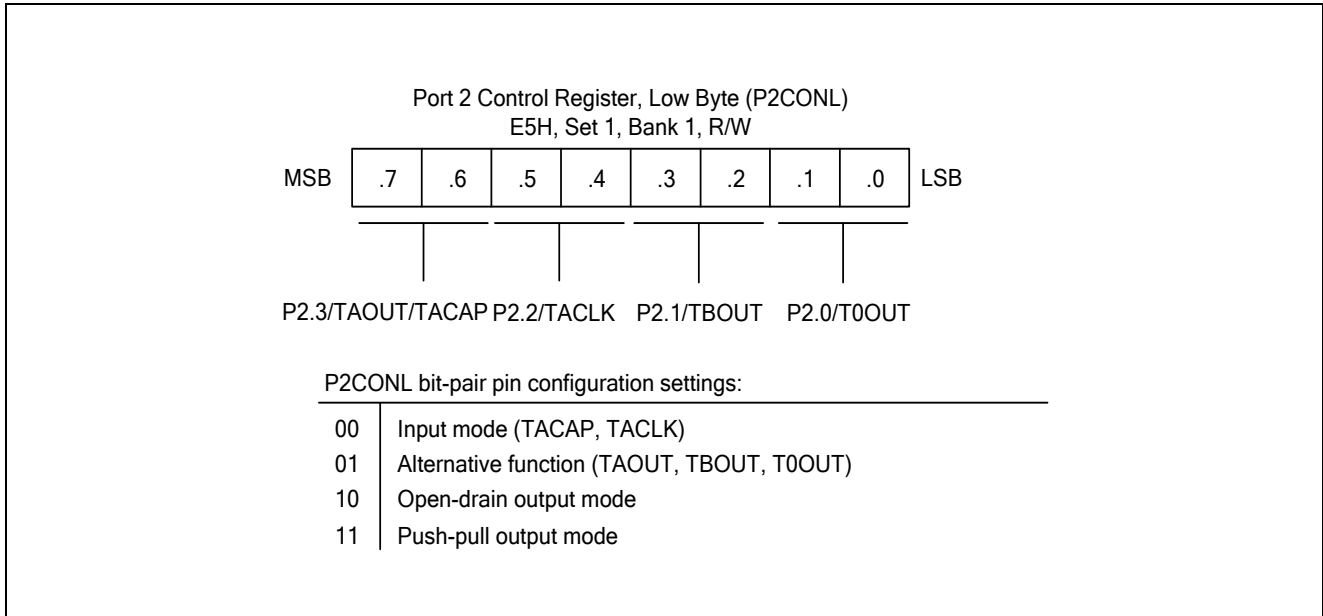 Port 2 Control Register, Low Byte (P2CONL)
E5H, Set 1, Bank 1, R/W
MSB .7 .6 .5 .4 .3 .2 .1 .0 LSB
P2.3/TAOUT/TACAP P2.2/TACLK P2.1/TBOUT P2.0/T0OUT
P2CONL bit-pair pin configuration settings:
00 Input mode (TACAP, TACLK)
01 Alternative function (TAOUT, TBOUT, T0OUT)
10 Open-drain output mode
11 Push-pull output mode